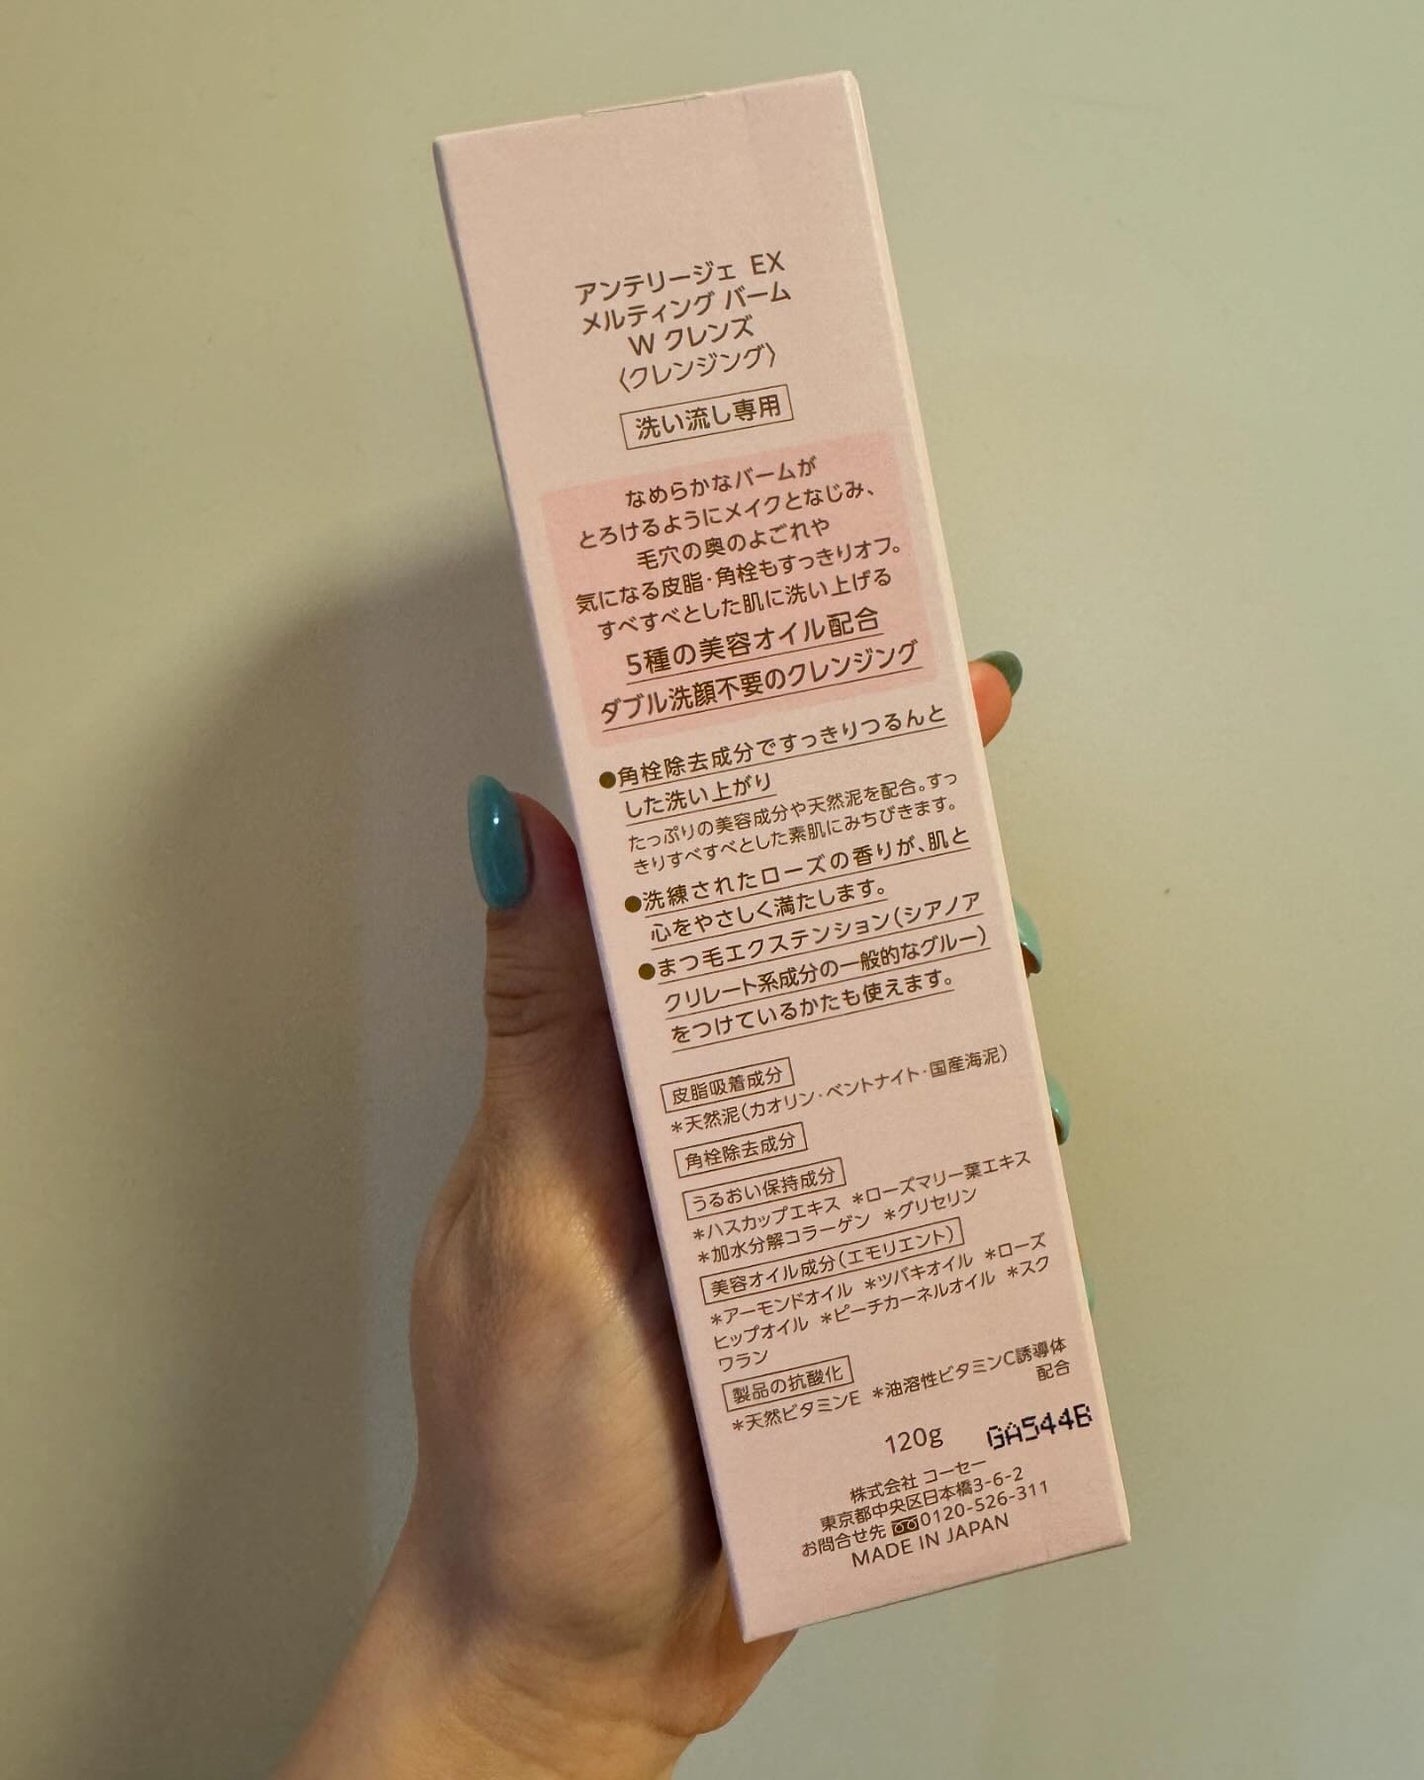 アンテリージェ EX
メルティング バーム
W クレンズ
〈クレンジング〉
洗い流し専用
なめらかなバームが
とろけるようにメイクとなじみ、
毛穴の奥のよごれや
気になる皮脂・角栓もすっきりオフ。
すべすべとした肌に洗い上げる
5種の美容オイル配合
ダブル洗顔不要のクレンジング
●角栓除去成分ですっきりつるんと
した洗い上がり
たっぷりの美容成分や天然泥を配合。すっ
きりすべすべとした素肌にみちびきます。
●洗練されたローズの香りが、肌と
心をやさしく満たします。
●まつ毛エクステンション（シアノア
クリレート系成分の一般的なグルー）
をつけているかたも使えます。
皮脂吸着成分
＊天然泥（カオリン・ベントナイト・国産海泥）
角栓除去成分
うるおい保持成分
＊ハスカップエキス ＊ローズマリー葉エキス
＊加水分解コラーゲン ＊グリセリン
美容オイル成分（エモリエント）
＊アーモンドオイル ＊ツバキオイル ＊ローズ
ヒップオイル ＊ピーチカーネルオイル ＊スク
ワラン
製品の抗酸化
＊天然ビタミンE ＊油溶性ビタミンC誘導体
配合
120g GA544B
株式会社 コーセー
東京都中央区日本橋3-6-2
お問合せ先 0120-526-311
MADE IN JAPAN